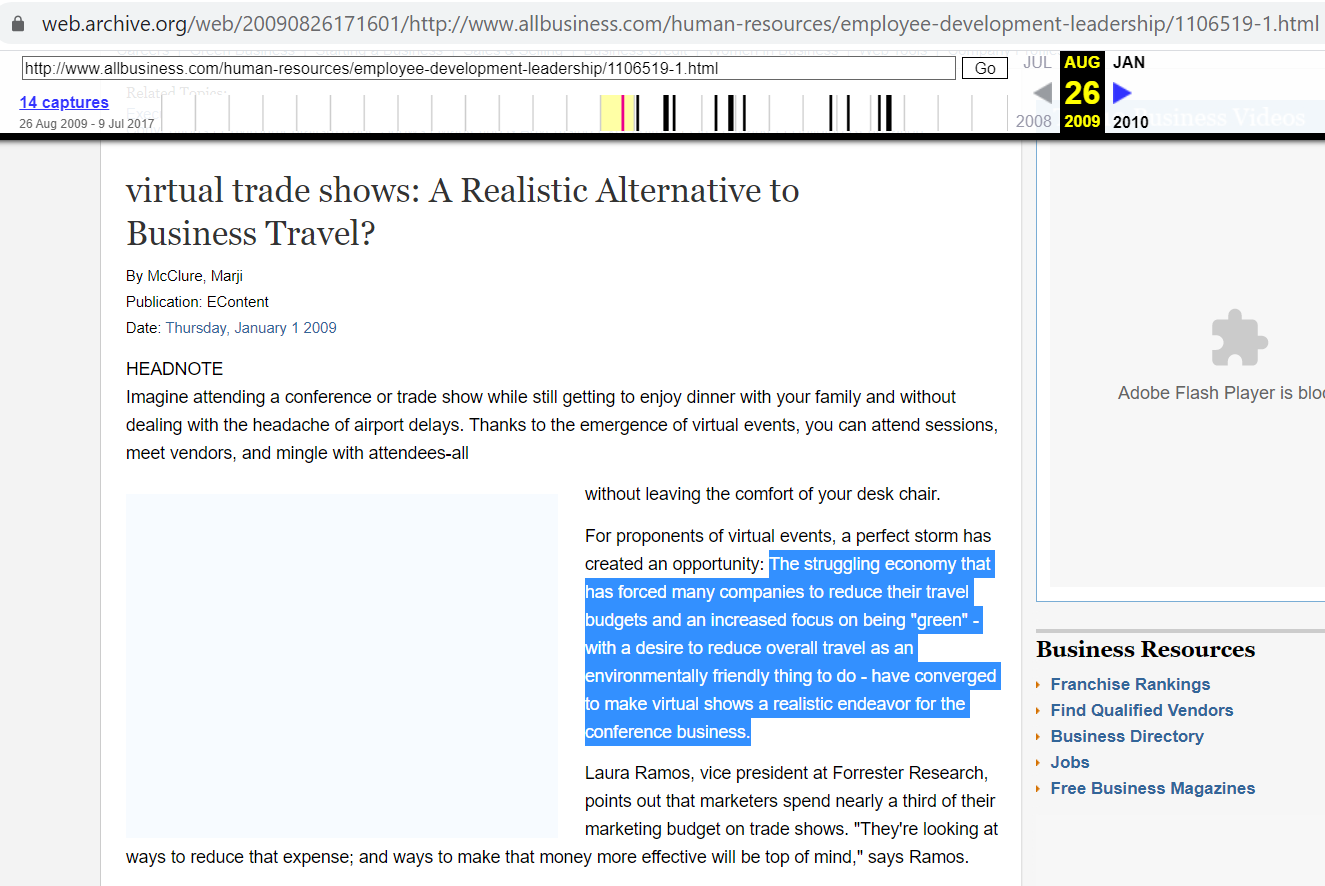 web.archive.org/web/20090826171601/http://www.allbusiness.com/human-resources/employee-development-leadership/1106519-1.html
http://www.allbusiness.com/human-resources/employee-development-leadership/1106519-1.html
Go
JUL AUG JAN
14 captures
26
26 Aug 2009 - 9 Jul 2017
2008 2009 2010
Related Topics:
Business Videos
virtual trade shows: A Realistic Alternative to
Business Travel?
By McClure, Marji
Publication: EContent
Date: Thursday, January 1 2009
HEADNOTE
Imagine attending a conference or trade show while still getting to enjoy dinner with your family and without
dealing with the headache of airport delays. Thanks to the emergence of virtual events, you can attend sessions,
meet vendors, and mingle with attendees-all
without leaving the comfort of your desk chair.
For proponents of virtual events, a perfect storm has
created an opportunity: The struggling economy that
has forced many companies to reduce their travel
budgets and an increased focus on being "green" -
with a desire to reduce overall travel as an
environmentally friendly thing to do - have converged
to make virtual shows a realistic endeavor for the
conference business.
Laura Ramos, vice president at Forrester Research,
points out that marketers spend nearly a third of their
marketing budget on trade shows. "They're looking at
ways to reduce that expense; and ways to make that money more effective will be top of mind," says Ramos.
Adobe Flash Player is bloc
Business Resources
Franchise Rankings
Find Qualified Vendors
Business Directory
Jobs
Free Business Magazines